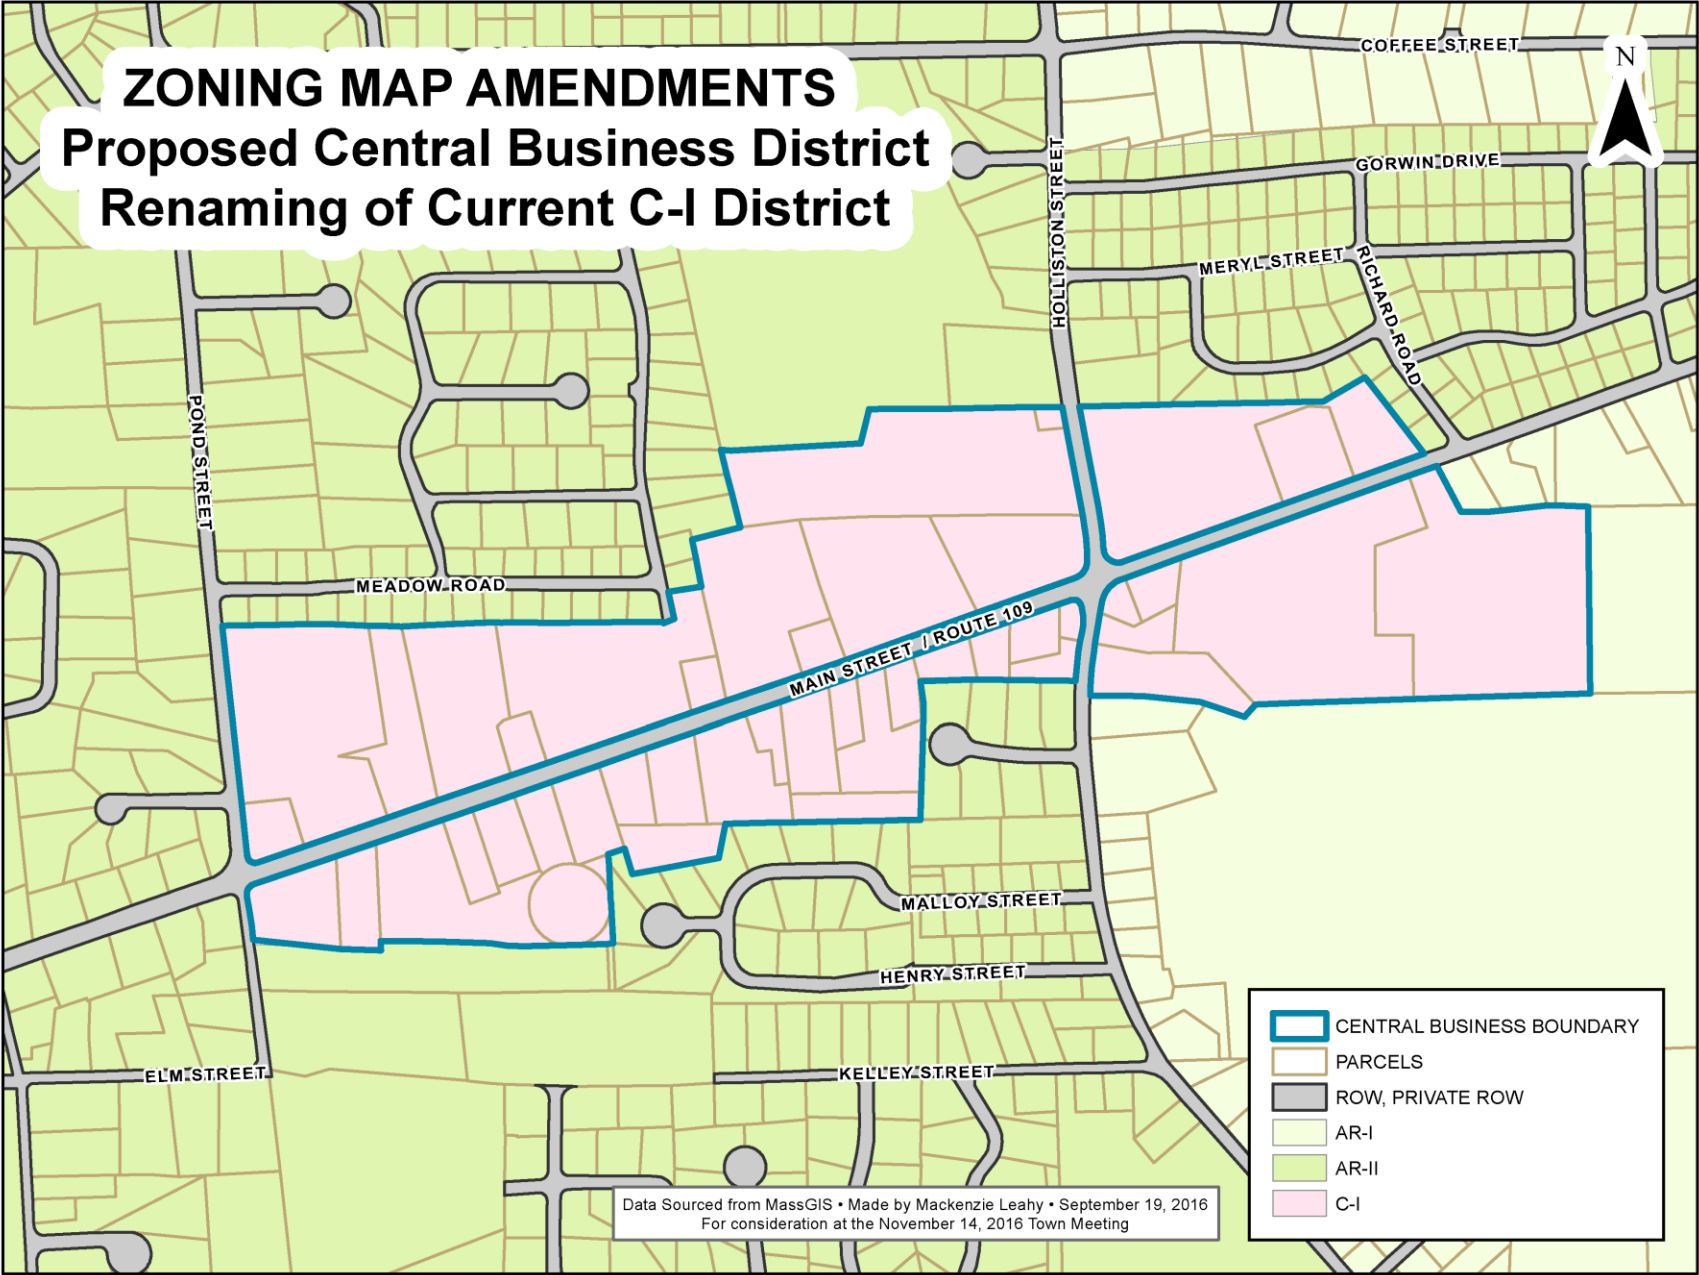 ZONING MAP AMENDMENTS
Proposed Central Business District
Renaming of Current C-I District
COFFEE STREET
N
GORWIN DRIVE
HOLLISTON STREET
MERYL STREET
RICHARD ROAD
POND STREET
MEADOW ROAD
MAIN STREET / ROUTE 109
MALLOY STREET
HENRY STREET
ELM STREET
KELLEY STREET
CENTRAL BUSINESS BOUNDARY
PARCELS
ROW, PRIVATE ROW
AR-I
AR-II
C-I
Data Sourced from MassGIS • Made by Mackenzie Leahy • September 19, 2016
For consideration at the November 14, 2016 Town Meeting